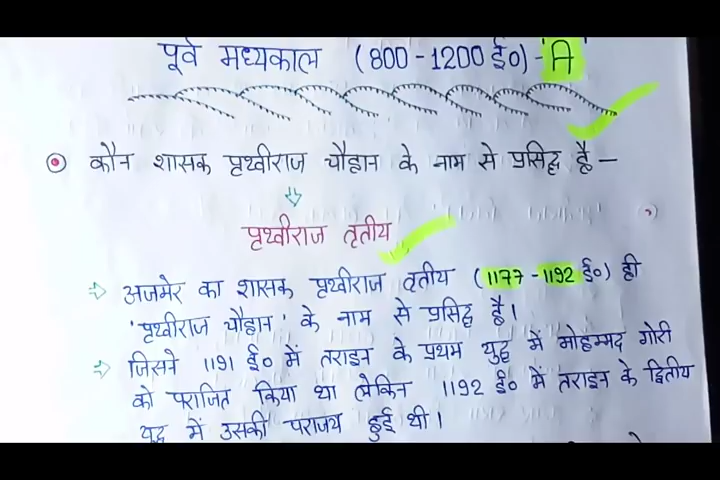 पूर्व मध्यकाल (800-1200 ई०)-"A"
कौन शासक पृथ्वीराज चौहान के नाम से प्रसिद्ध है —
पृथ्वीराज तृतीय
⇒ अजमेर का शासक पृथ्वीराज तृतीय (1177-1192 ई०) ही
'पृथ्वीराज चौहान' के नाम से प्रसिद्ध है।
⇒ जिसने 1191 ई० में तराइन के प्रथम युद्ध में मोहम्मद गोरी
को पराजित किया था लेकिन 1192 ई० में तराइन के द्वितीय
युद्ध में उसकी पराजय हुई थी।